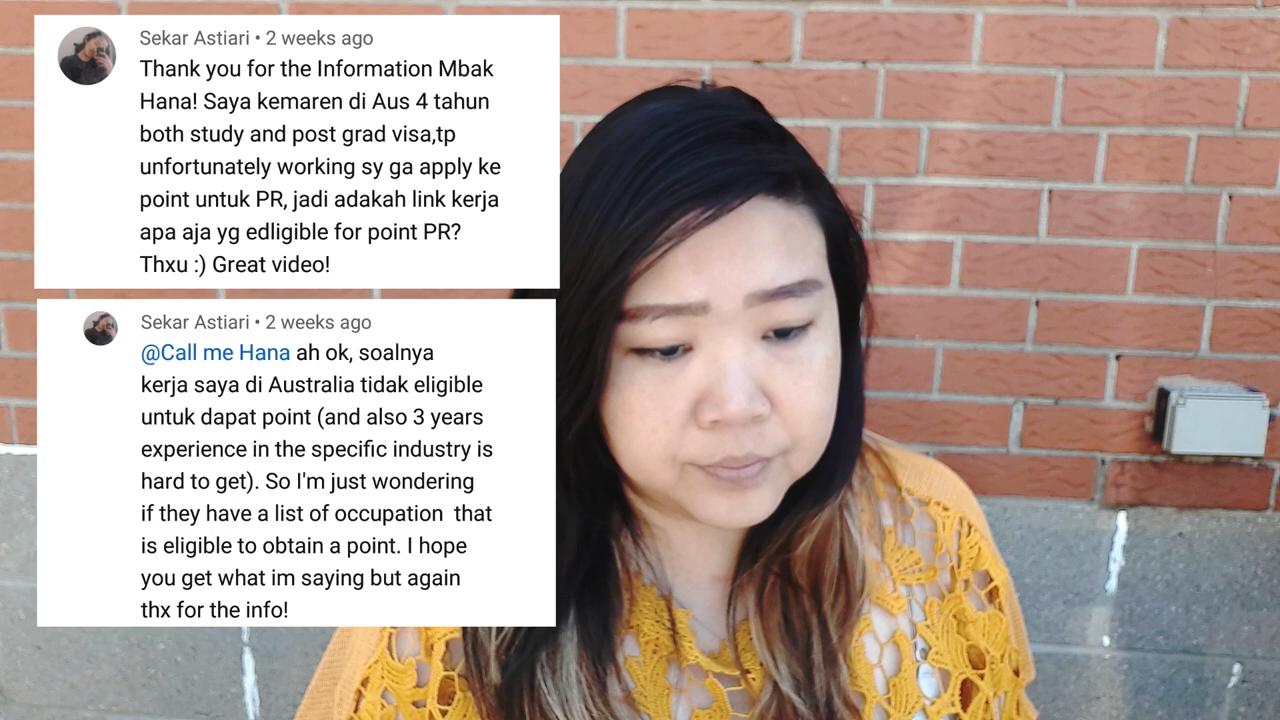 Sekar Astiari • 2 weeks ago
Thank you for the Information Mbak
Hana! Saya kemaren di Aus 4 tahun
both study and post grad visa,tp
unfortunately working sy ga apply ke
point untuk PR, jadi adakah link kerja
apa aja yg edligible for point PR?
Thxu :) Great video!
Sekar Astiari • 2 weeks ago
@Call me Hana ah ok, soalnya
kerja saya di Australia tidak eligible
untuk dapat point (and also 3 years
experience in the specific industry is
hard to get). So I'm just wondering
if they have a list of occupation  that
is eligible to obtain a point. I hope
you get what im saying but again
thx for the info!